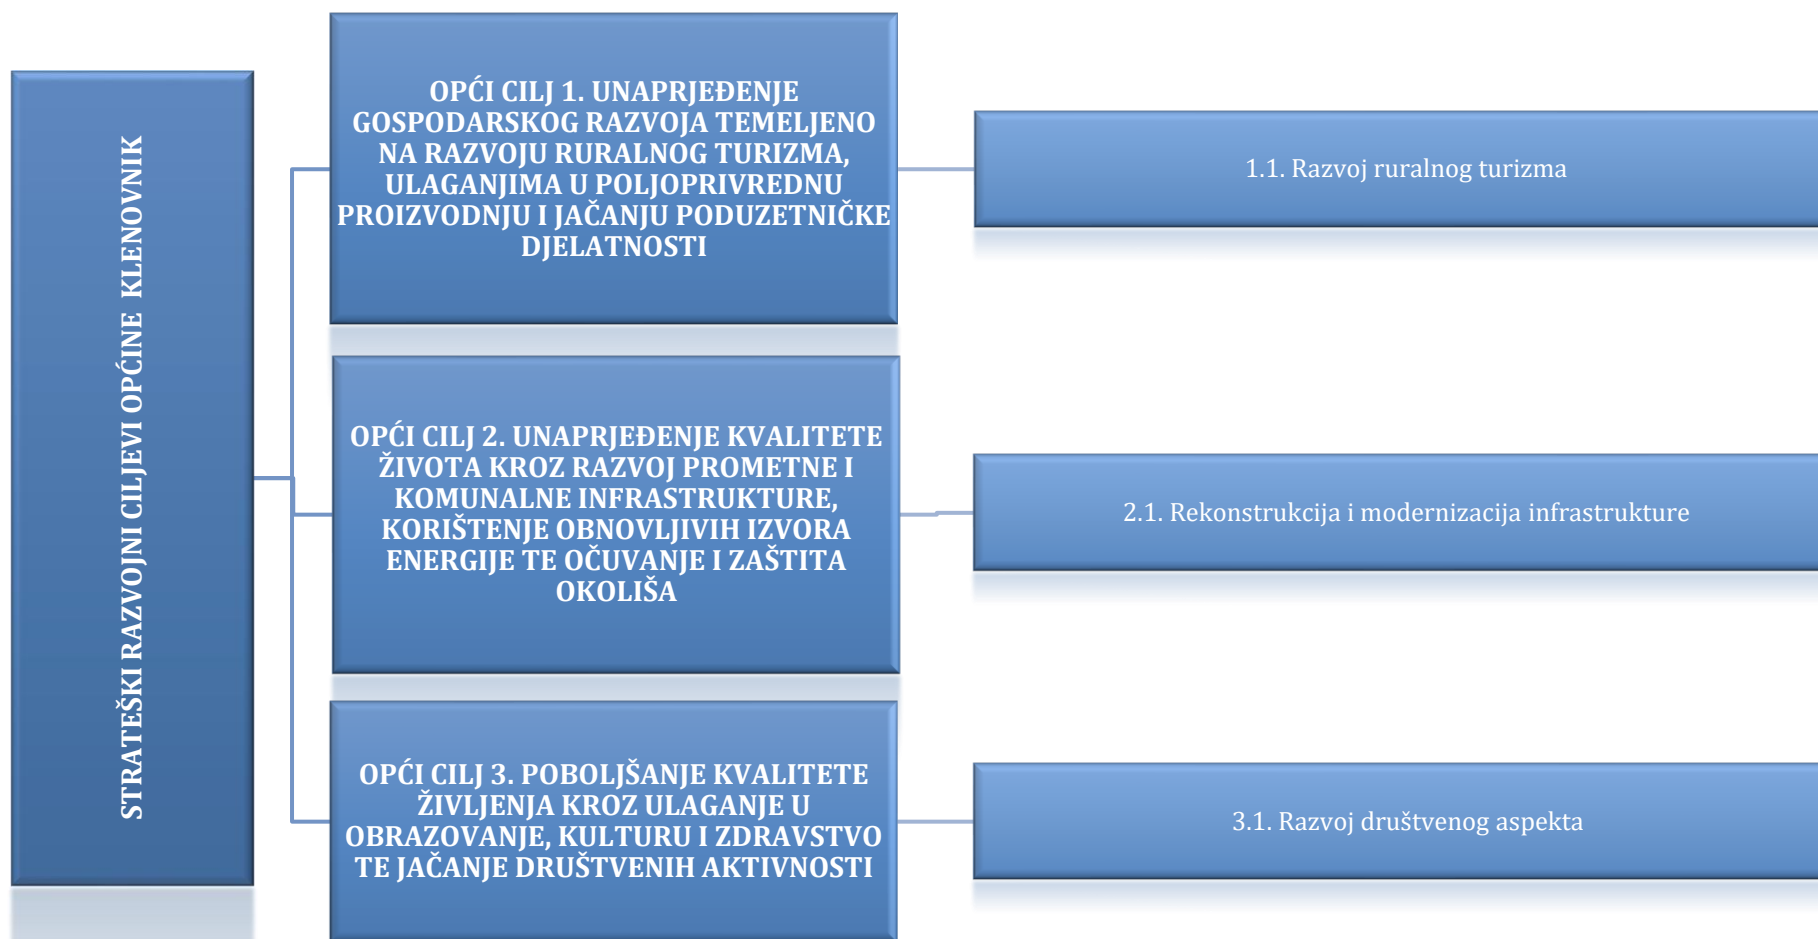 STRATEŠKI RAZVOJNI CILJEVI OPĆINE KLENOVNIK
OPĆI CILJ 1. UNAPRJEĐENJE
GOSPODARSKOG RAZVOJA TEMELJENO
NA RAZVOJU RURALNOG TURIZMA,
ULAGANJIMA U POLJOPRIVREDNU
PROIZVODNJU I JAČANJU PODUZETNIČKE
DJELATNOSTI
1.1. Razvoj ruralnog turizma
OPĆI CILJ 2. UNAPRJEĐENJE KVALITETE
ŽIVOTA KROZ RAZVOJ PROMETNE I
KOMUNALNE INFRASTRUKTURE,
KORIŠTENJE OBNOVLJIVIH IZVORA
ENERGIJE TE OČUVANJE I ZAŠTITA
OKOLIŠA
2.1. Rekonstrukcija i modernizacija infrastrukture
OPĆI CILJ 3. POBOLJŠANJE KVALITETE
ŽIVLJENJA KROZ ULAGANJE U
OBRAZOVANJE, KULTURU I ZDRAVSTVO
TE JAČANJE DRUŠTVENIH AKTIVNOSTI
3.1. Razvoj društvenog aspekta